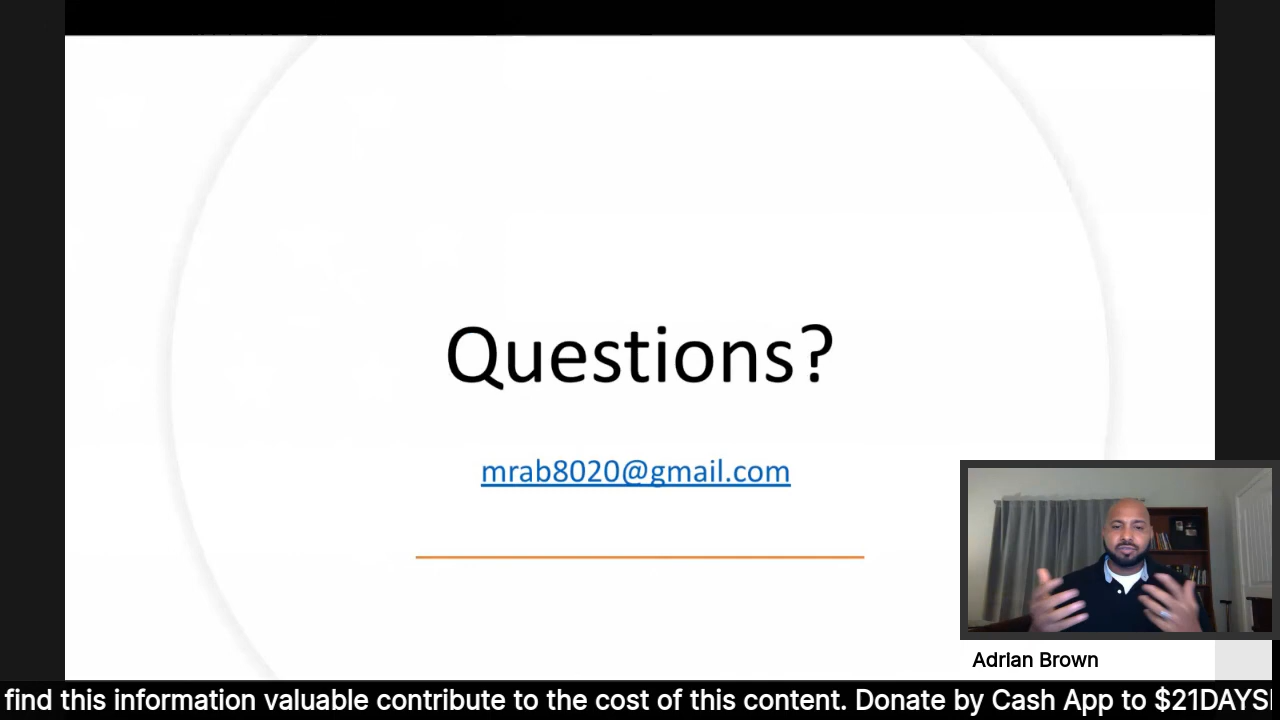 Questions?
mrab8020@gmail.com
Adrian Brown
find this information valuable contribute to the cost of this content. Donate by Cash App to $21DAYS